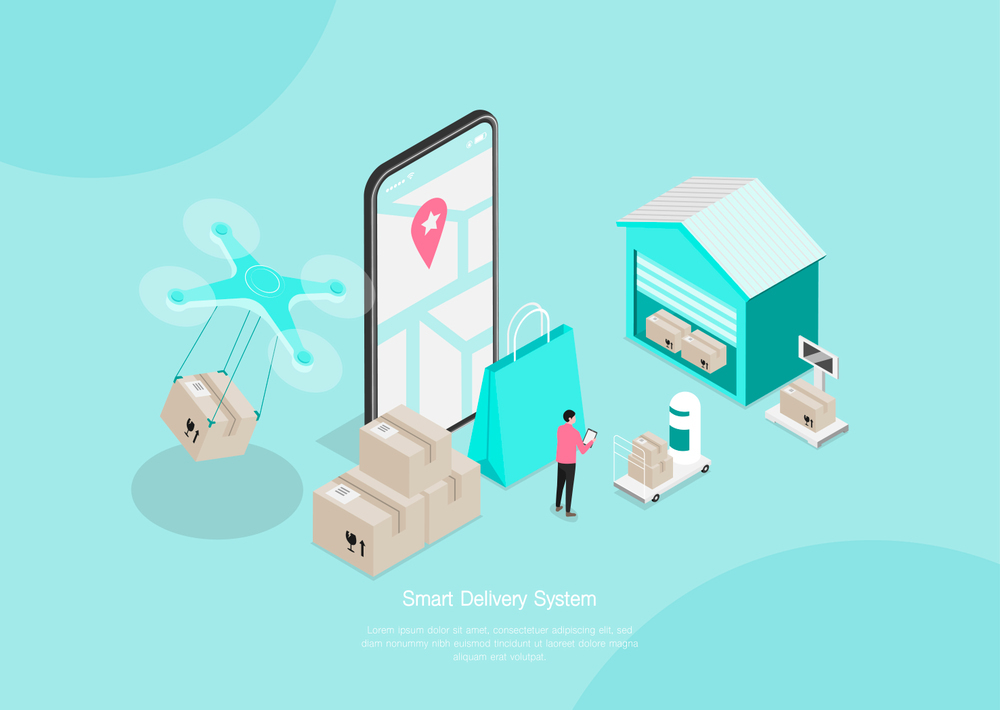 Smart Delivery System
Lorem ipsum dolor sit amet, consectetuer adipiscing elit, sed
diam nonummy nibh euismod tincidunt ut laoreet dolore magna
aliquam erat volutpat.